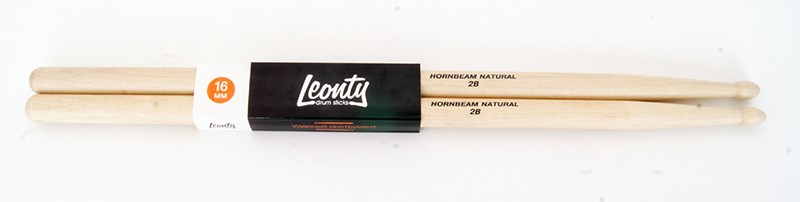 16
MM
Leonty
Leonty
drum sticks
HORNBEAM NATURAL
2B
HORNBEAM NATURAL
2B